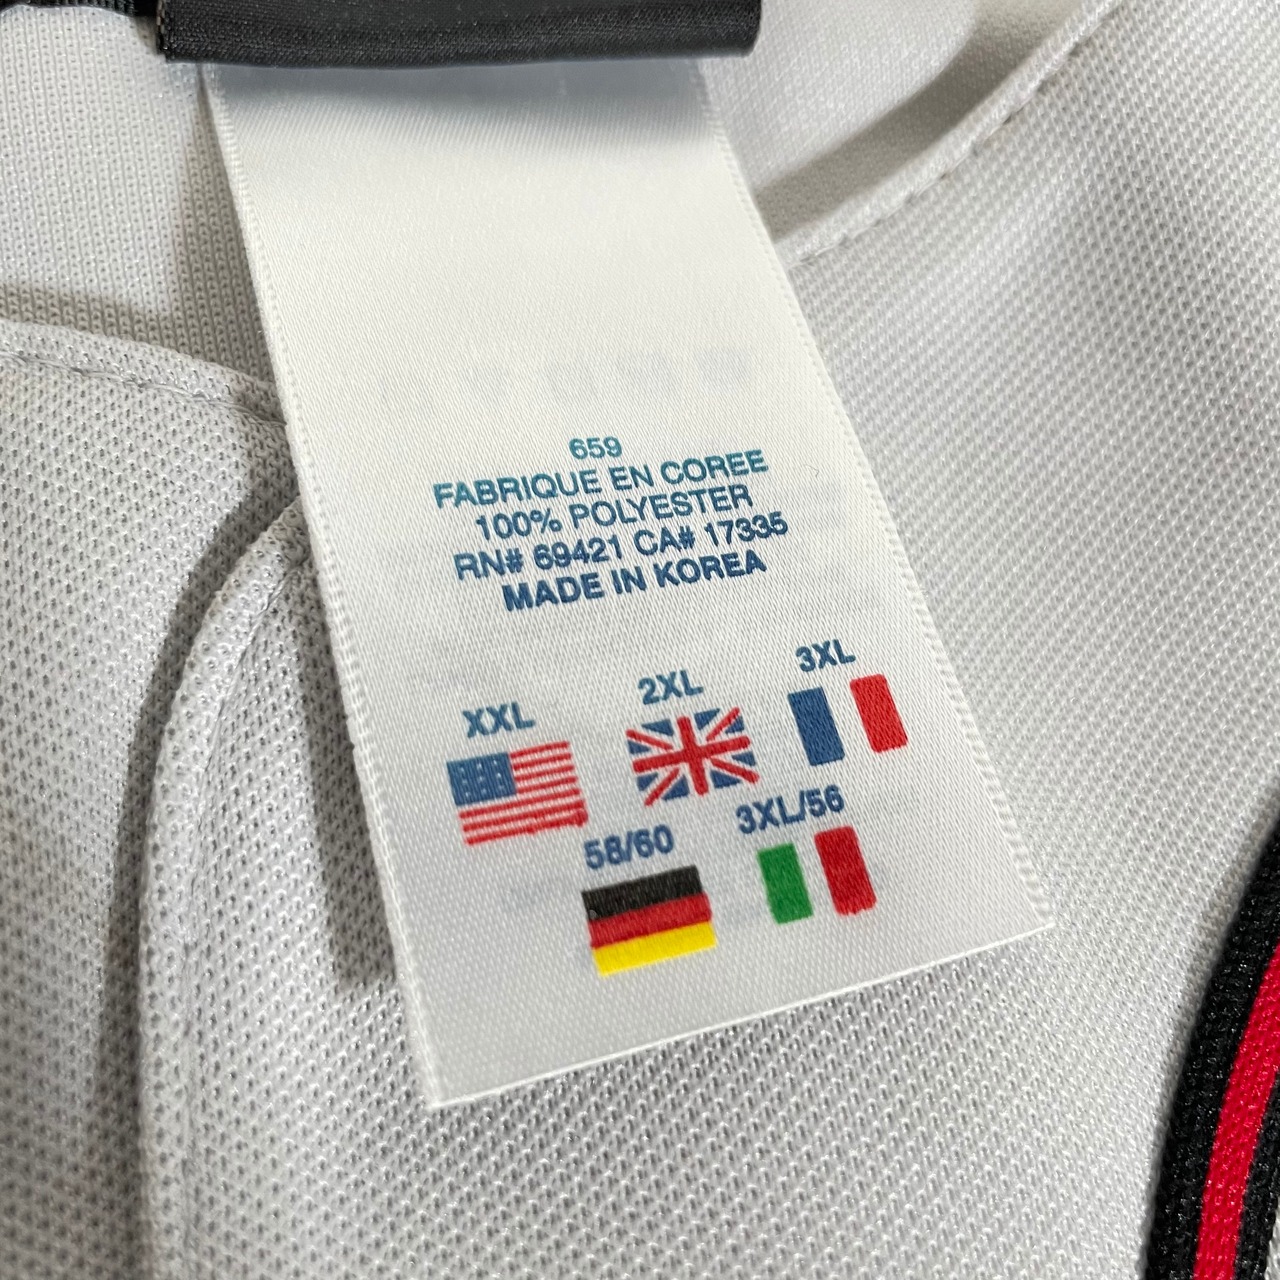 659
FABRIQUE EN COREE
100% POLYESTER
RN# 69421 CA# 17335
MADE IN KOREA
XXL
2XL
3XL
58/60
3XL/56